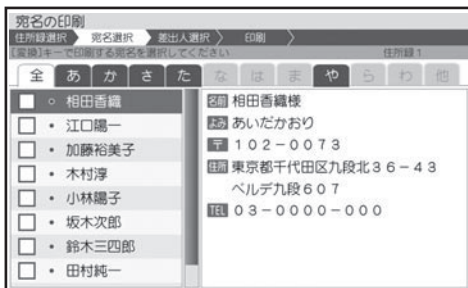 宛名の印刷
住所録選択 宛名選択 差出人選択 印刷
[変換]キーで印刷する宛名を選択してください 住所録1
全 あ か さ た な は ま や ら わ 他
相田香織
江口陽一
加藤裕美子
木村淳
小林陽子
坂木次郎
鈴木三四郎
田村純一
名前 相田香織様
よみ あいだかおり
〒 102-0073
住所 東京都千代田区九段北36-43
ベルデ九段607
TEL 03-0000-000